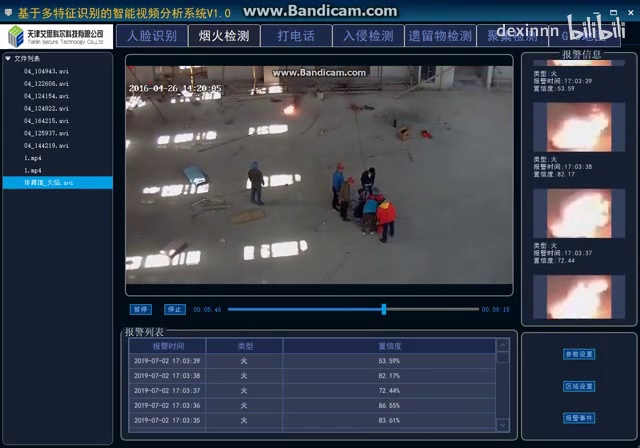 基于多特征识别的智能视频分析系统V1.0
www.Bandicam.com
dexinnn bilibili
天津艾思科尔科技有限公司
Tianjin Isecure Technology Co.,Ltd
人脸识别 烟火检测 打电话 入侵检测 遗留物检测
文件列表
04_104943.avi
04_122606.avi
04_124154.avi
04_124922.avi
04_164215.avi
04_125937.avi
04_144219.avi
1.mp4
1.mp4
体育馆_火焰.avi
www.Bandicam.com
2016-04-26 14:20:05
暂停 停止 00:05:46 00:09:15
报警列表
报警时间 类型 置信度
2019-07-02 17:03:39 火 53.59%
2019-07-02 17:03:38 火 82.17%
2019-07-02 17:03:37 火 72.44%
2019-07-02 17:03:36 火 86.55%
2019-07-02 17:03:35 火 83.61%
报警信息
类型:火
报警时间:17:03:39
置信度:53.59
类型:火
报警时间:17:03:38
置信度:82.17
类型:火
报警时间:17:03:37
置信度:72.44
参数设置
区域设置
报警事件